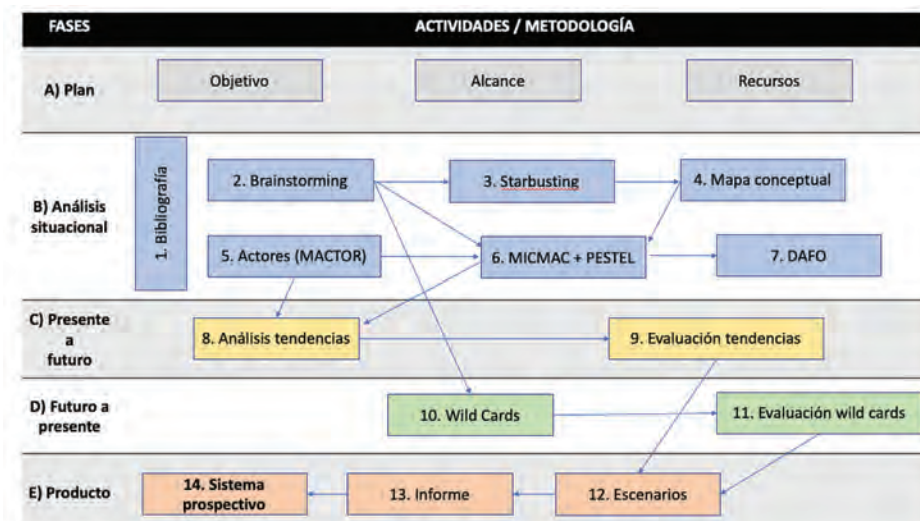 FASES
ACTIVIDADES / METODOLOGÍA
A) Plan
Objetivo
Alcance
Recursos
B) Análisis
situacional
1. Bibliografía
2. Brainstorming
3. Starbusting
4. Mapa conceptual
5. Actores (MACTOR)
6. MICMAC + PESTEL
7. DAFO
C) Presente
a
futuro
8. Análisis tendencias
9. Evaluación tendencias
D) Futuro a
presente
10. Wild Cards
11. Evaluación wild cards
E) Producto
14. Sistema
prospectivo
13. Informe
12. Escenarios